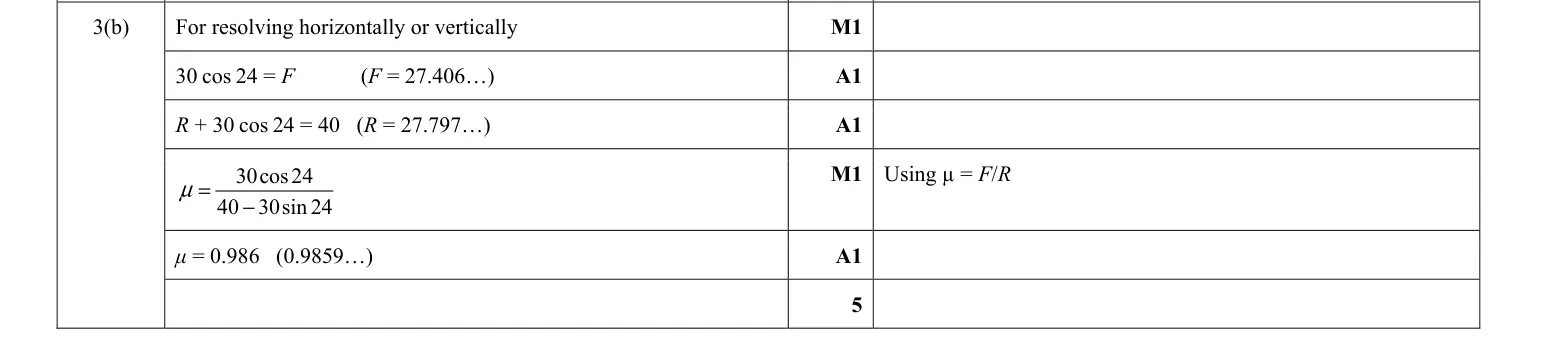 3(b) For resolving horizontally or vertically M1
30 cos 24 = F (F = 27.406…) A1
R + 30 cos 24 = 40 (R = 27.797…) A1
μ = 30 cos 24 / 40 − 30 sin 24 M1 Using µ = F/R
μ = 0.986 (0.9859…) A1
5